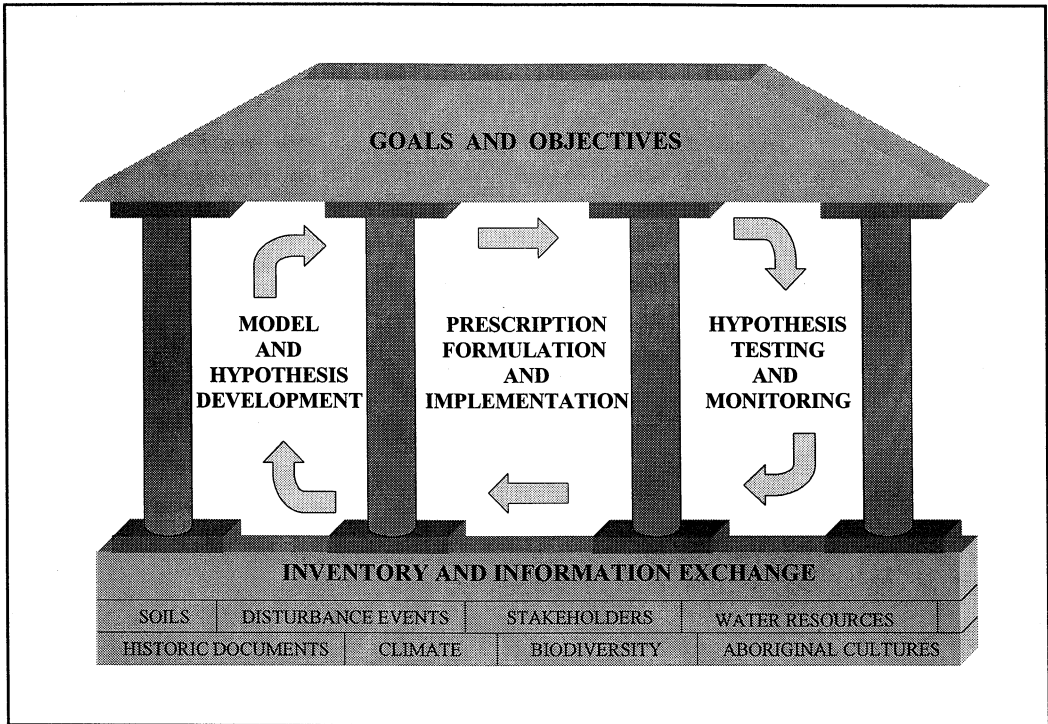 GOALS AND OBJECTIVES
MODEL
AND
HYPOTHESIS
DEVELOPMENT
PRESCRIPTION
FORMULATION
AND
IMPLEMENTATION
HYPOTHESIS
TESTING
AND
MONITORING
INVENTORY AND INFORMATION EXCHANGE
SOILS DISTURBANCE EVENTS STAKEHOLDERS WATER RESOURCES
HISTORIC DOCUMENTS CLIMATE BIODIVERSITY ABORIGINAL CULTURES